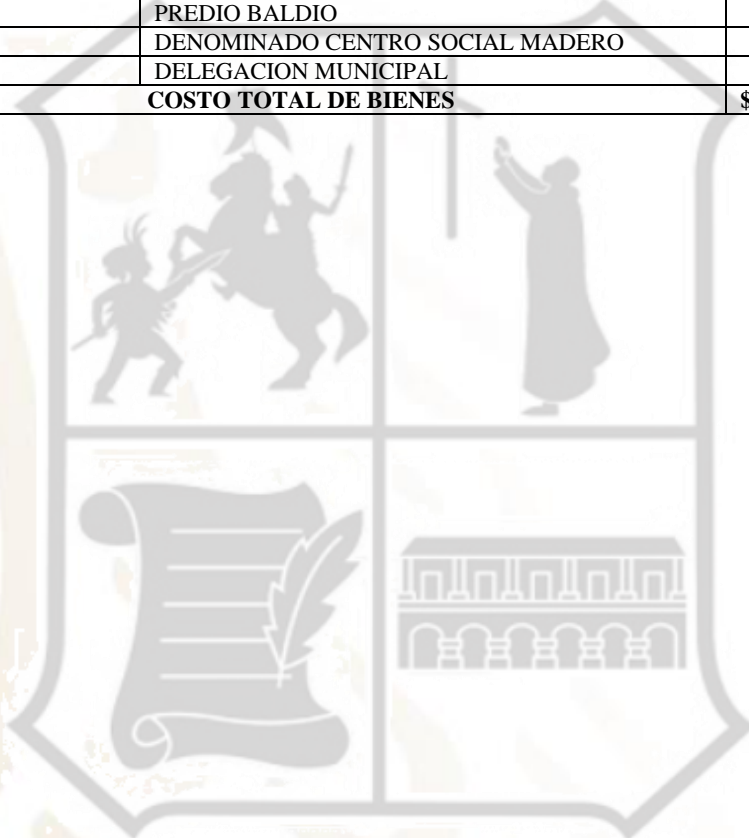 PREDIO BALDIO
DENOMINADO CENTRO SOCIAL MADERO
DELEGACION MUNICIPAL
COSTO TOTAL DE BIENES $